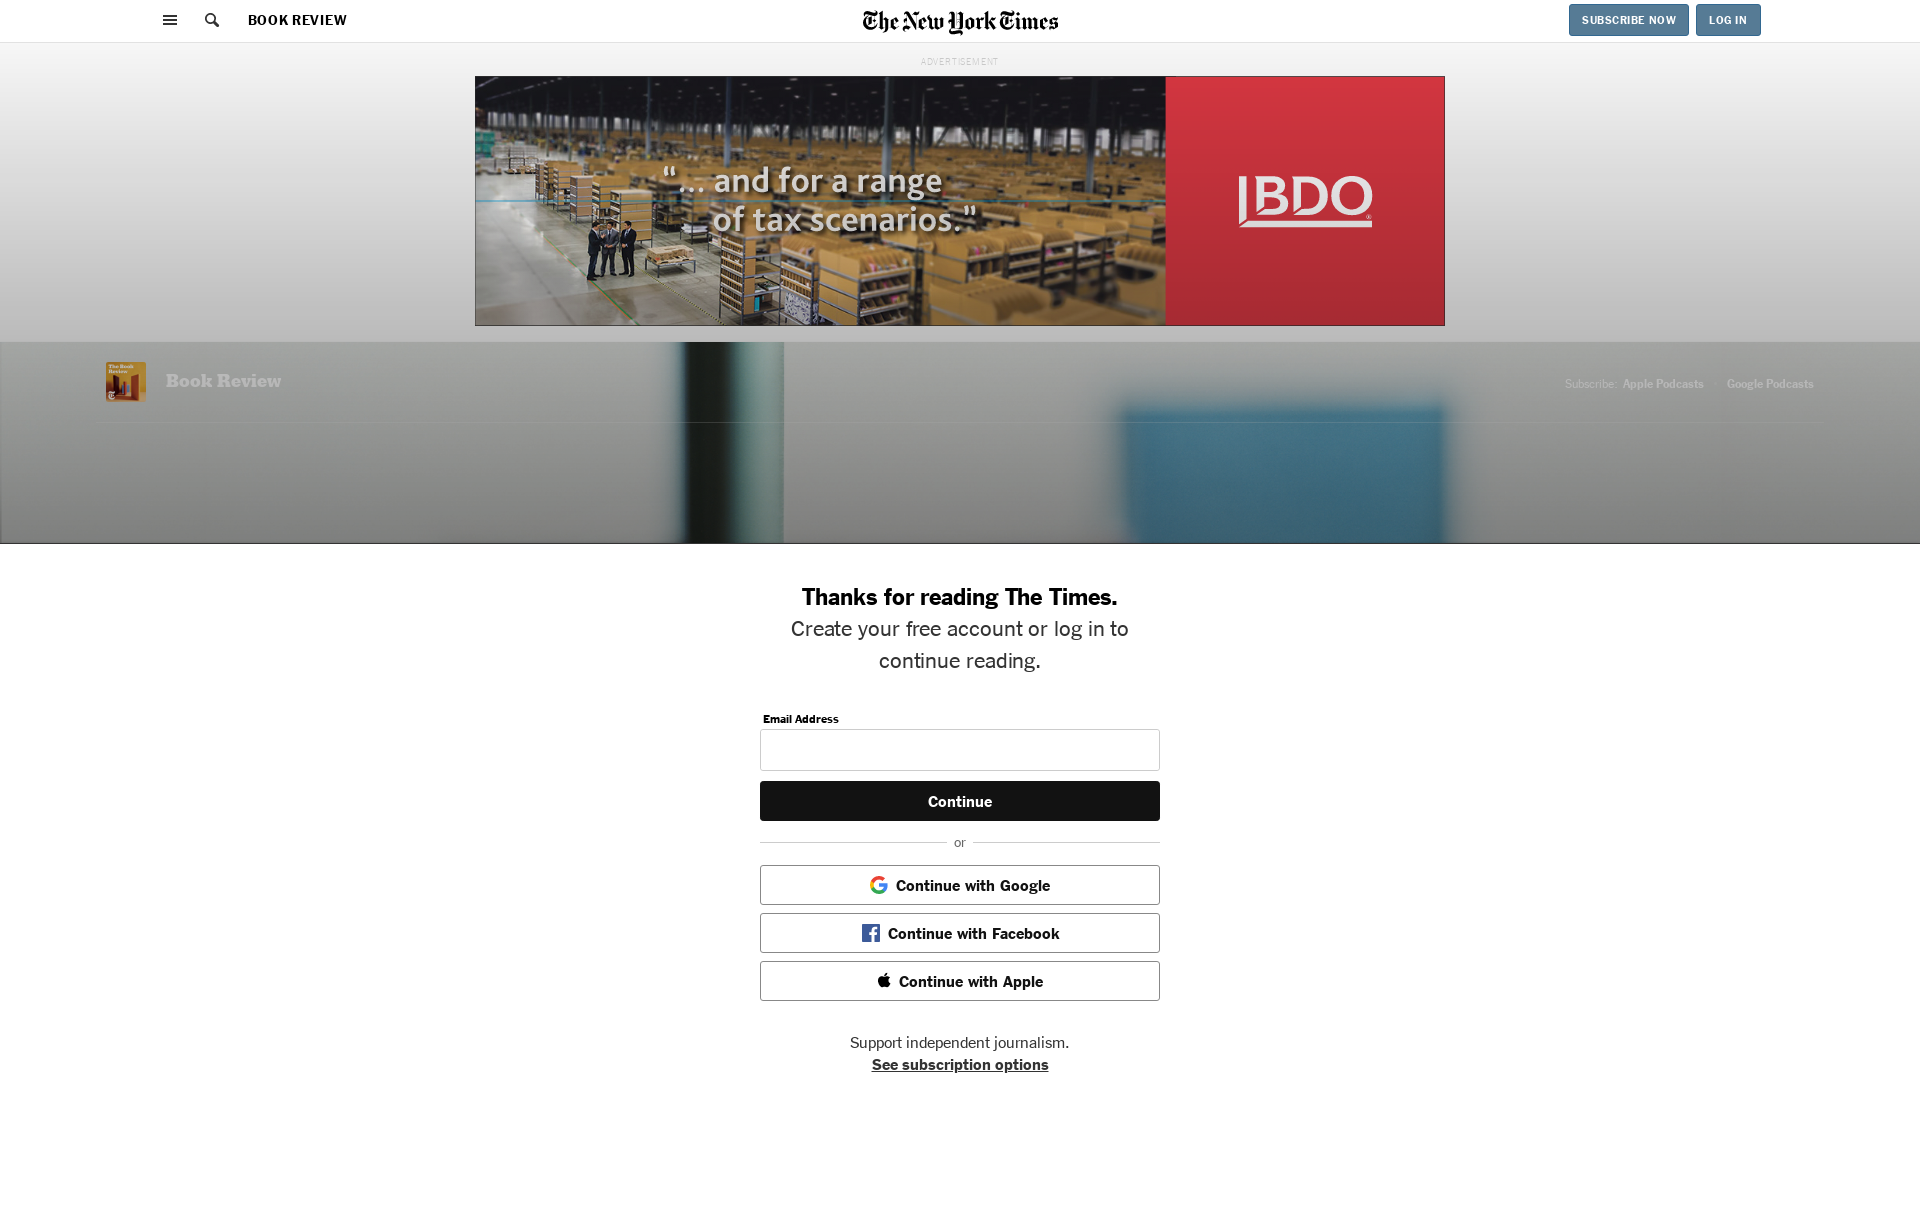 BOOK REVIEW
The New York Times
SUBSCRIBE NOW
LOG IN
ADVERTISEMENT
“... and for a range
of tax scenarios.”
BDO
The Book
Review
Book Review
Subscribe:
Apple Podcasts
Google Podcasts
Thanks for reading The Times.
Create your free account or log in to
continue reading.
Email Address
Continue
or
Continue with Google
Continue with Facebook
Continue with Apple
Support independent journalism.
See subscription options